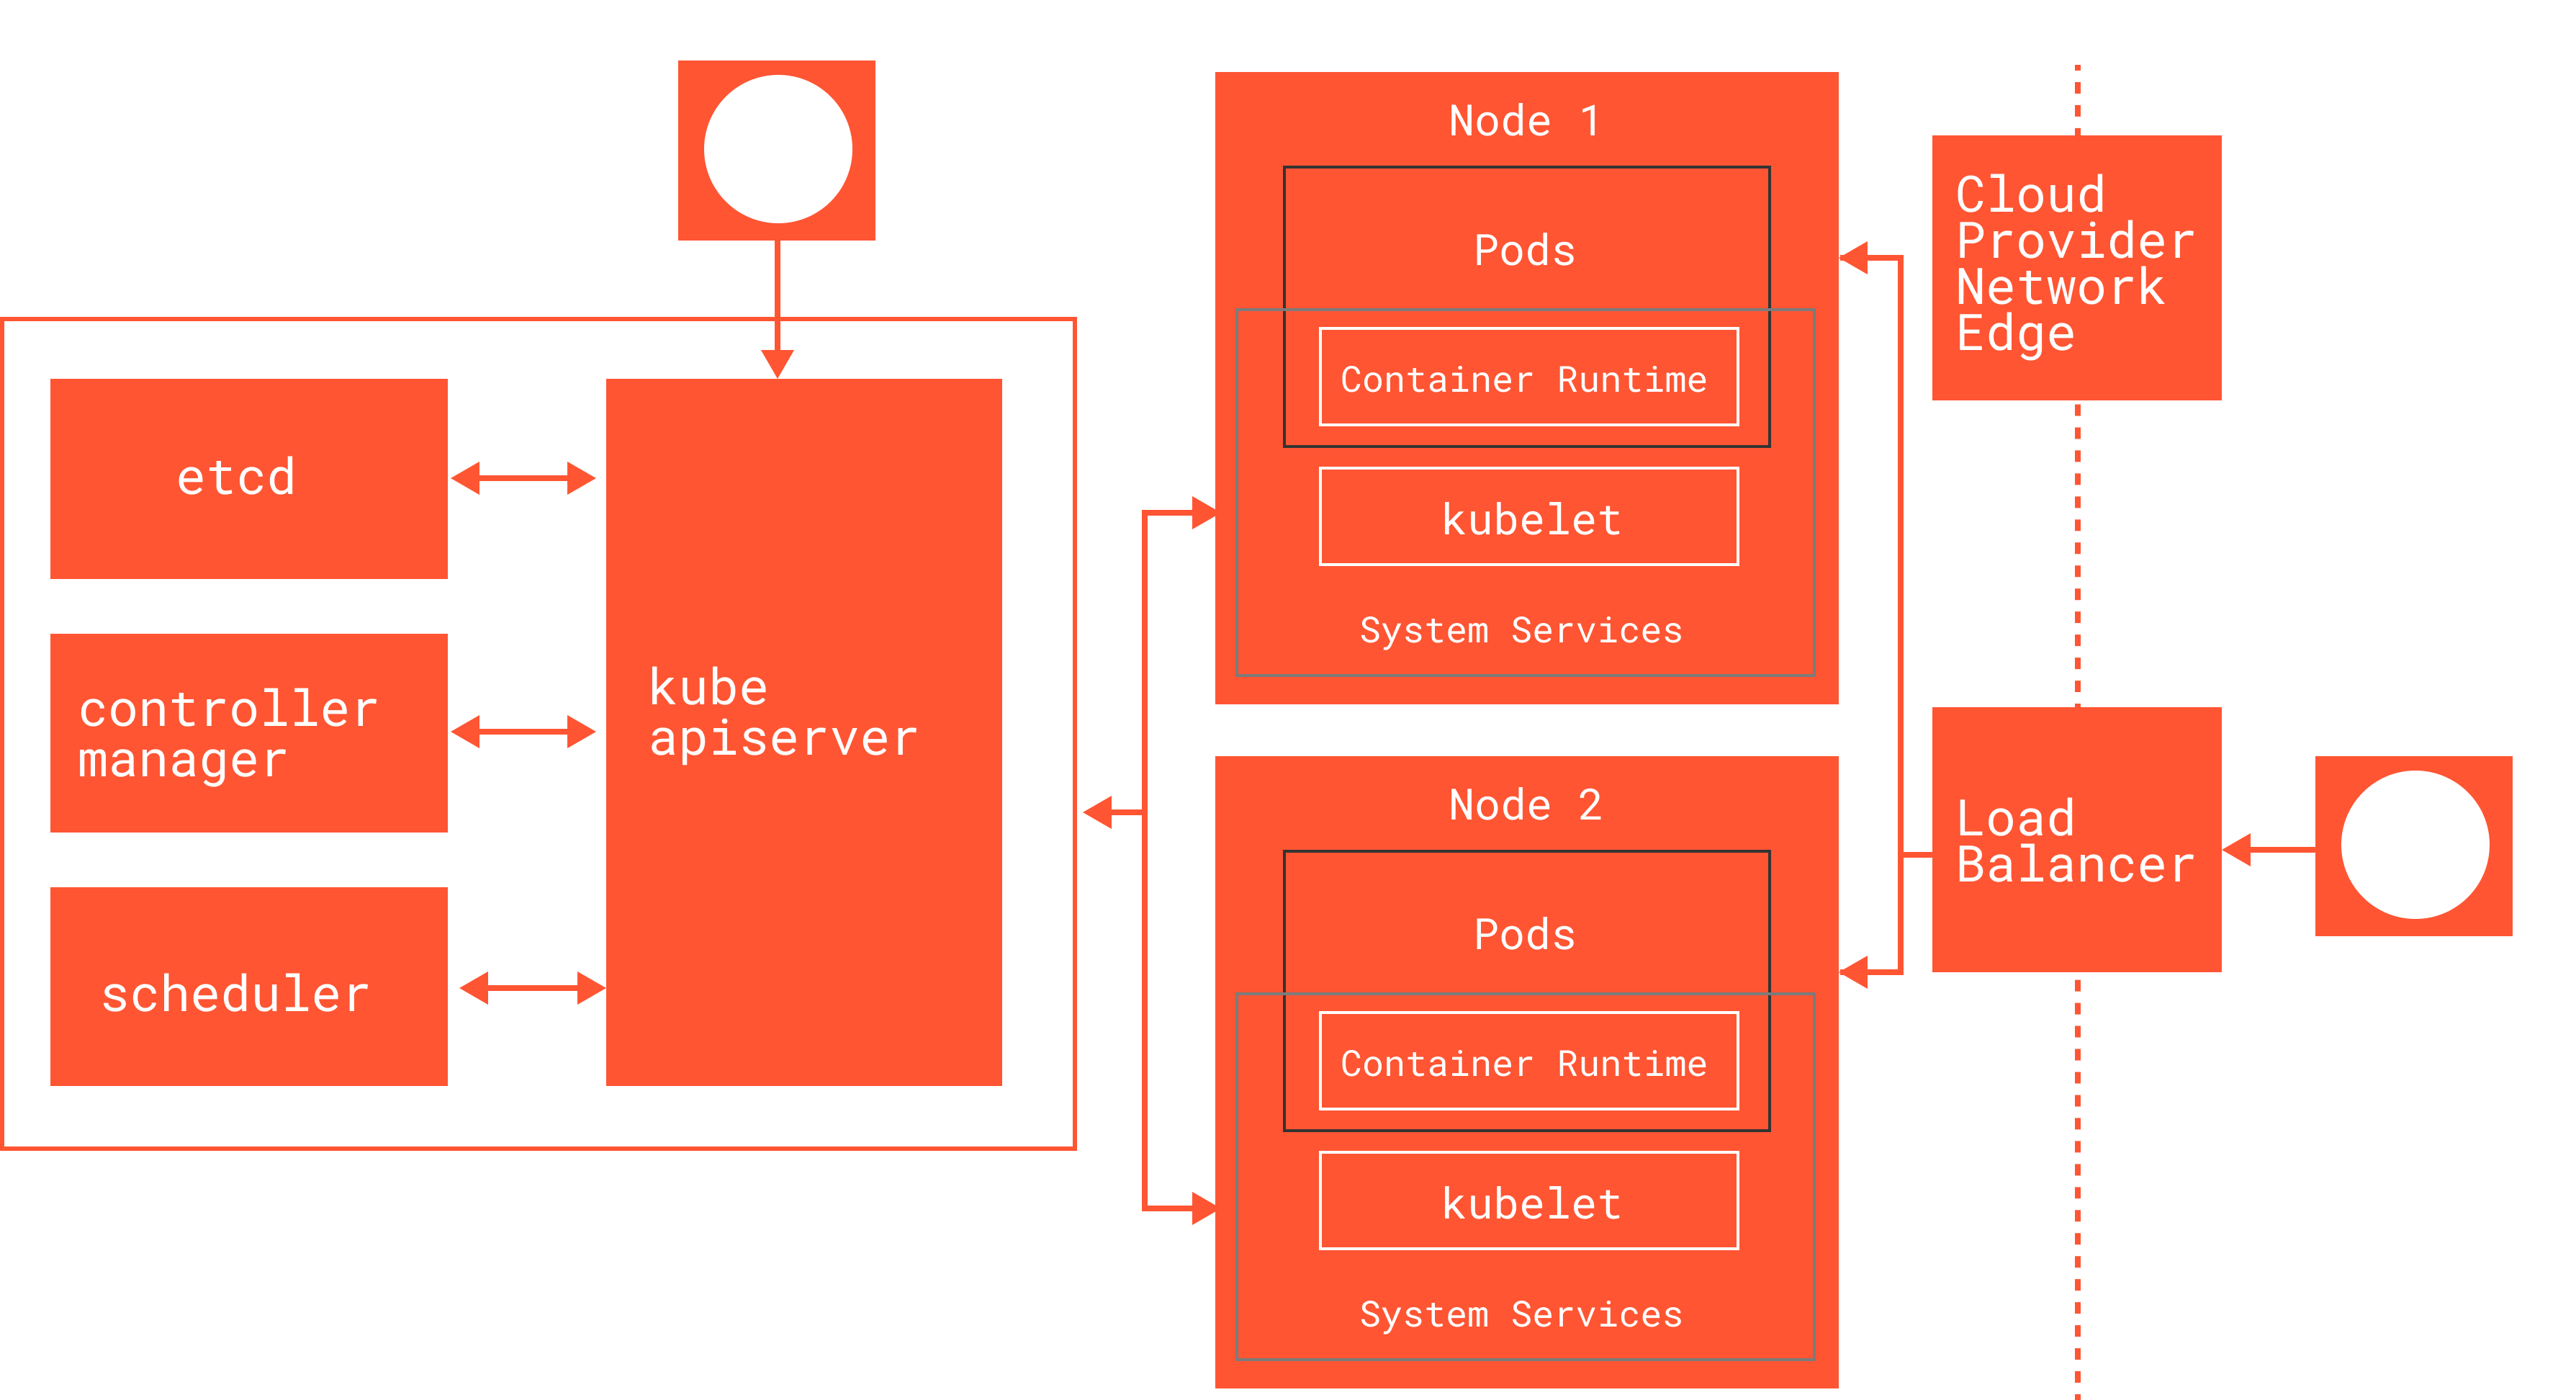 etcd
controller
manager
scheduler
kube
apiserver
Node 1
Pods
Container Runtime
kubelet
System Services
Node 2
Pods
Container Runtime
kubelet
System Services
Cloud
Provider
Network
Edge
Load
Balancer